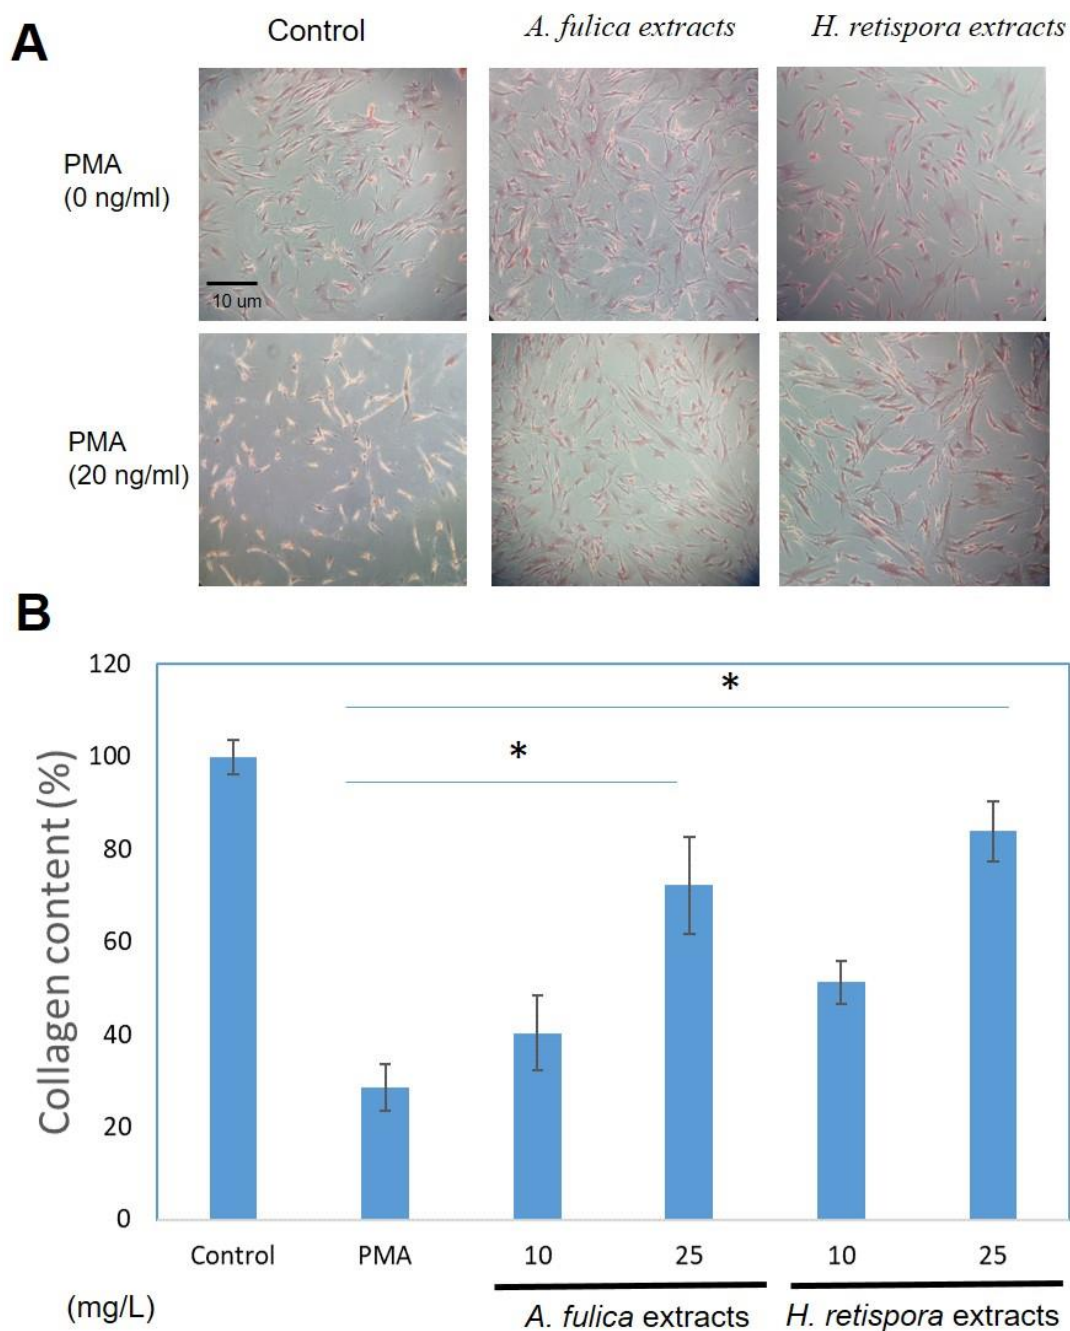 A
Control
A. fulica extracts
H. retispora extracts
PMA
(0 ng/ml)
10 um
PMA
(20 ng/ml)
B
120
100
80
60
40
20
0
Collagen content (%)
*
*
Control
PMA
10
25
10
25
(mg/L)
A. fulica extracts
H. retispora extracts